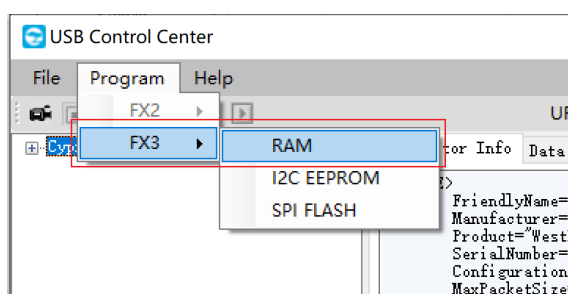 USB Control Center
File Program Help
FX2
FX3
RAM
I2C EEPROM
SPI FLASH
Cyp
tor Info
Data
FriendlyName=
Manufacturer=
Product="West
SerialNumber=
Configuration
MaxPacketSize